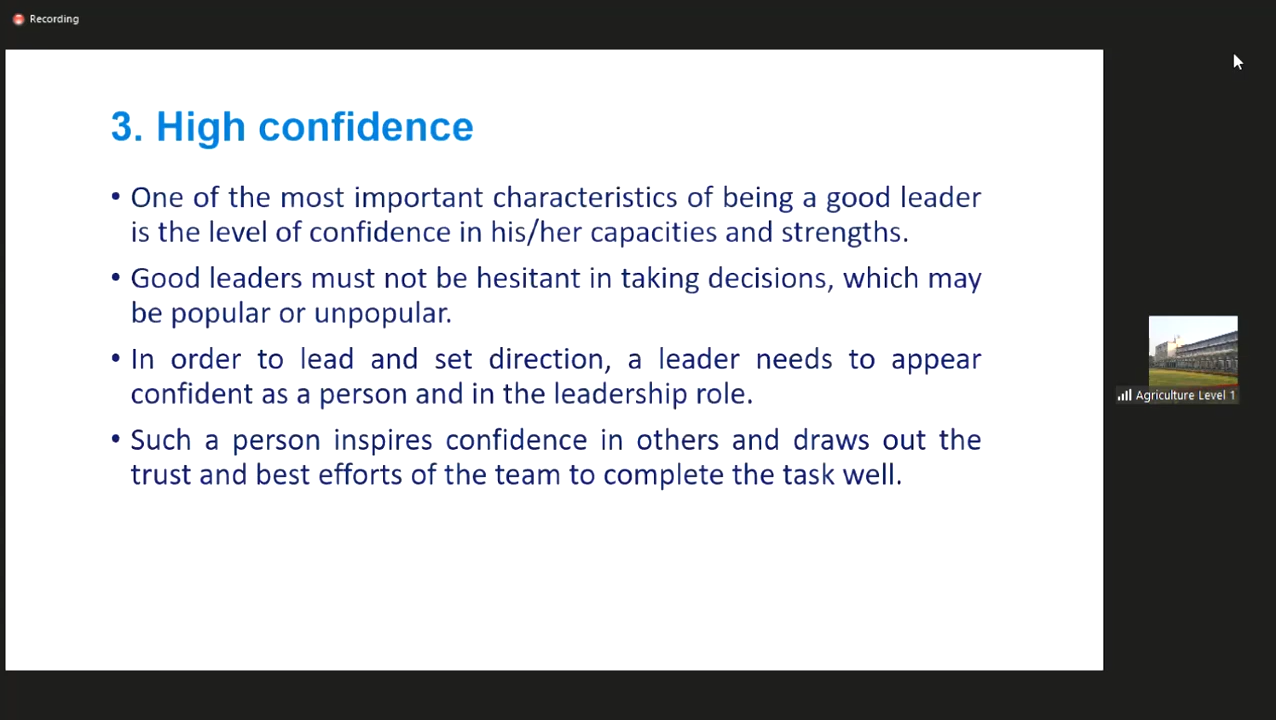 Recording
3. High confidence
• One of the most important characteristics of being a good leader
is the level of confidence in his/her capacities and strengths.
• Good leaders must not be hesitant in taking decisions, which may
be popular or unpopular.
• In order to lead and set direction, a leader needs to appear
confident as a person and in the leadership role.
• Such a person inspires confidence in others and draws out the
trust and best efforts of the team to complete the task well.
Agriculture Level 1